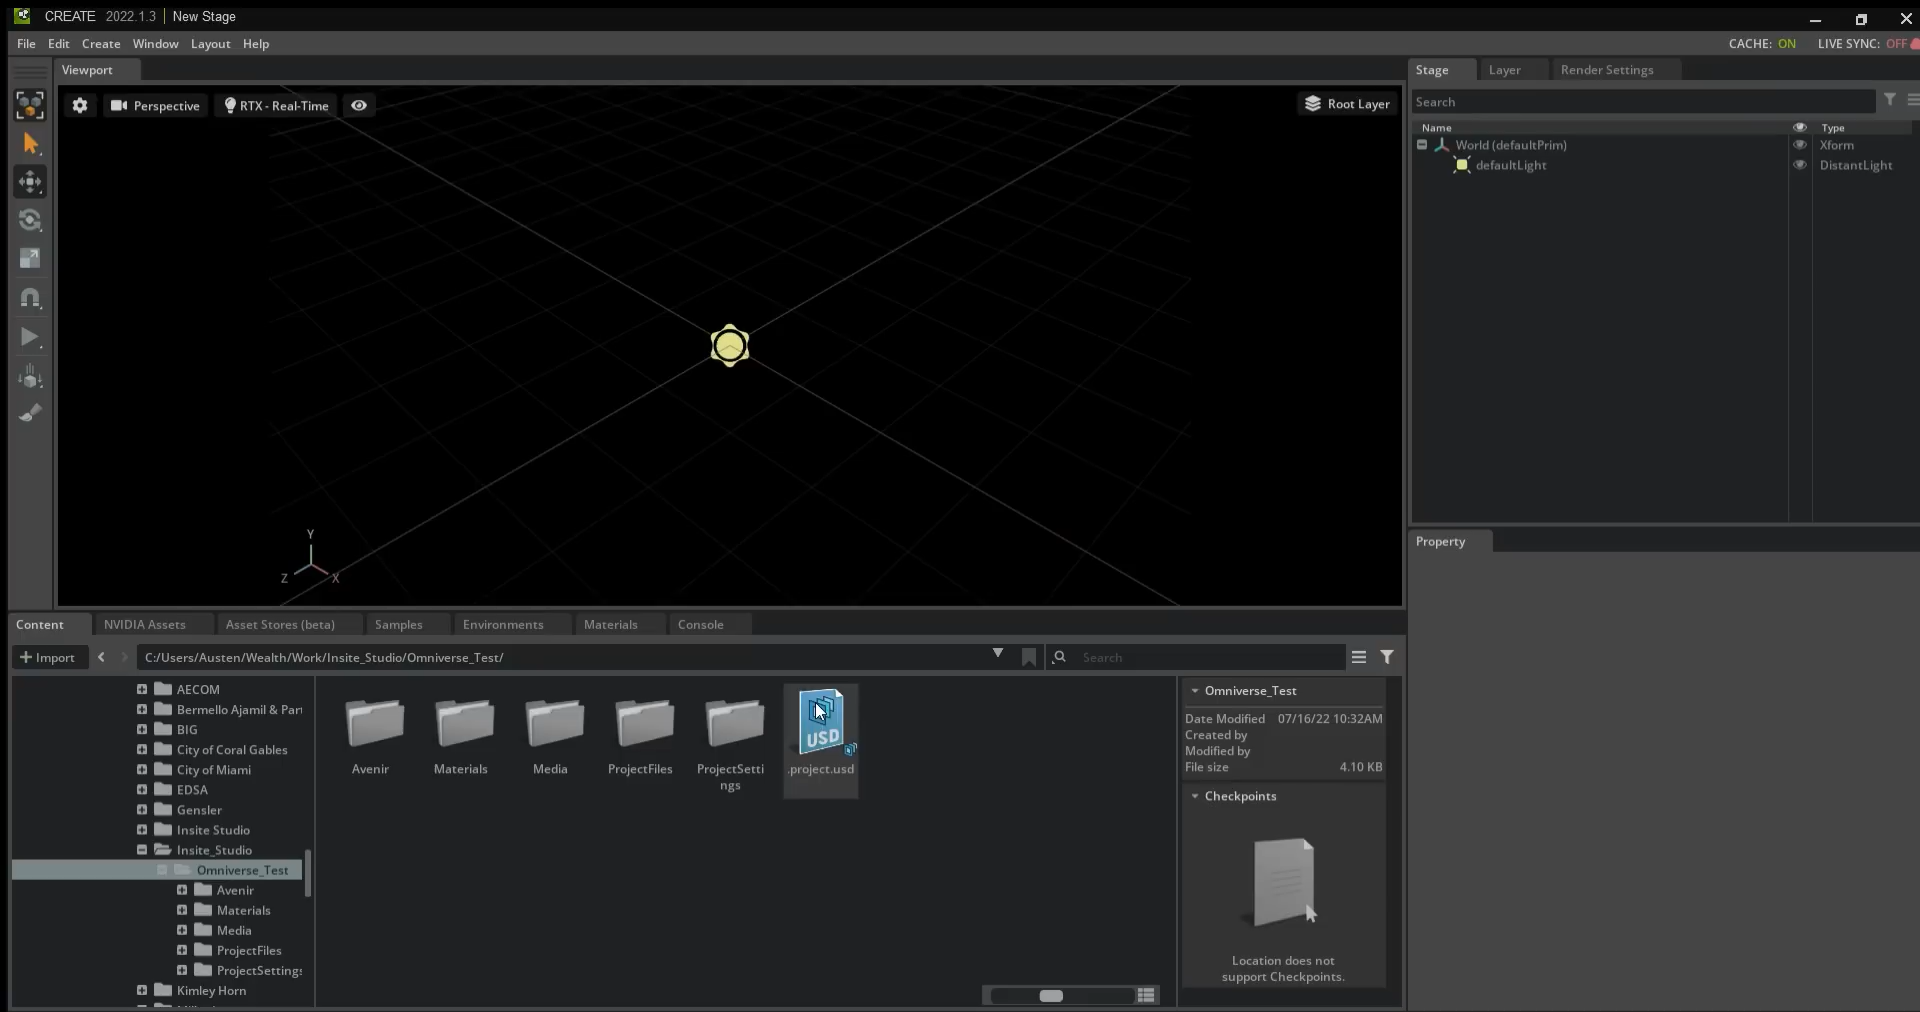 CREATE 2022.1.3 New Stage
File Edit Create Window Layout Help
CACHE: ON LIVE SYNC: OFF
Viewport
Perspective
RTX - Real-Time
Root Layer
Y
Z
X
Stage Layer Render Settings
Search
Name Type
World (defaultPrim) Xform
defaultLight DistantLight
Property
Content NVIDIA Assets Asset Stores (beta) Samples Environments Materials Console
Import
C:/Users/Austen/Wealth/Work/Insite_Studio/Omniverse_Test/
Search
AECOM
Bermello Ajamil & Par
BIG
City of Coral Gables
City of Miami
EDSA
Gensler
Insite Studio
Insite_Studio
Omniverse_Test
Avenir
Materials
Media
ProjectFiles
ProjectSettings
Kimley Horn
Avenir
Materials
Media
ProjectFiles
ProjectSetti
ngs
USD
.project.usd
Omniverse_Test
Date Modified 07/16/22 10:32AM
Created by
Modified by
File size 4.10 KB
Checkpoints
Location does not
support Checkpoints.